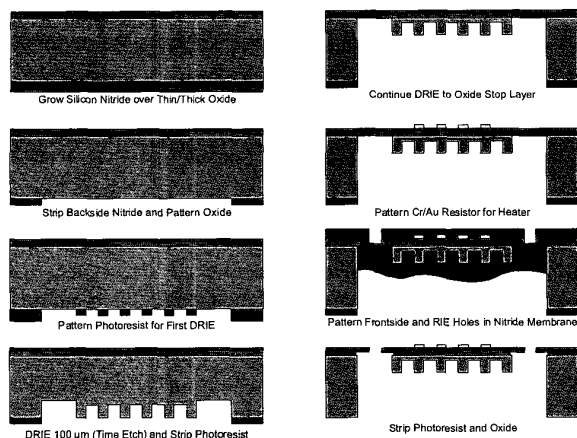 Grow Silicon Nitride over Thin/Thick Oxide
Strip Backside Nitride and Pattern Oxide
Pattern Photoresist for First DRIE
DRIE 100 um (Time Etch) and Strip Photoresist
Continue DRIE to Oxide Stop Layer
Pattern Cr/Au Resistor for Heater
Pattern Frontside and RIE Holes in Nitride Membrane
Strip Photoresist and Oxide